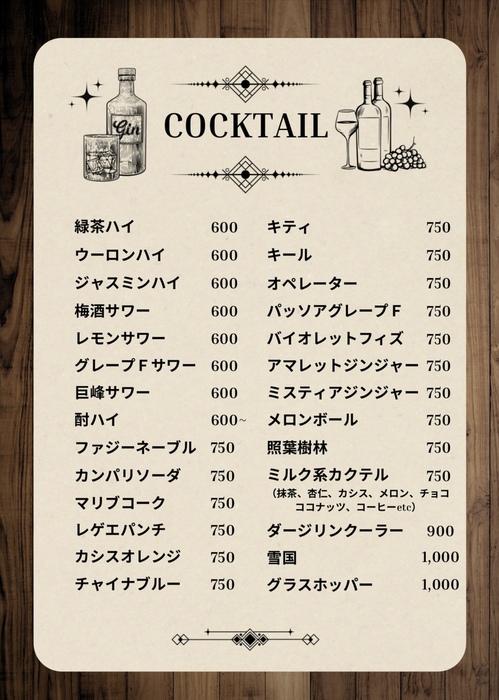 Gin
COCKTAIL
緑茶ハイ 600
ウーロンハイ 600
ジャスミンハイ 600
梅酒サワー 600
レモンサワー 600
グレープFサワー 600
巨峰サワー 600
酎ハイ 600~
ファジーネーブル 750
カンパリソーダ 750
マリブコーク 750
レゲエパンチ 750
カシスオレンジ 750
チャイナブルー 750
キティ 750
キール 750
オペレーター 750
パッソアグレープF 750
バイオレットフィズ 750
アマレットジンジャー 750
ミスティアジンジャー 750
メロンボール 750
照葉樹林 750
ミルク系カクテル 750
(抹茶、杏仁、カシス、メロン、チョコ
ココナッツ、コーヒーetc)
ダージリンクーラー 900
雪国 1,000
グラスホッパー 1,000